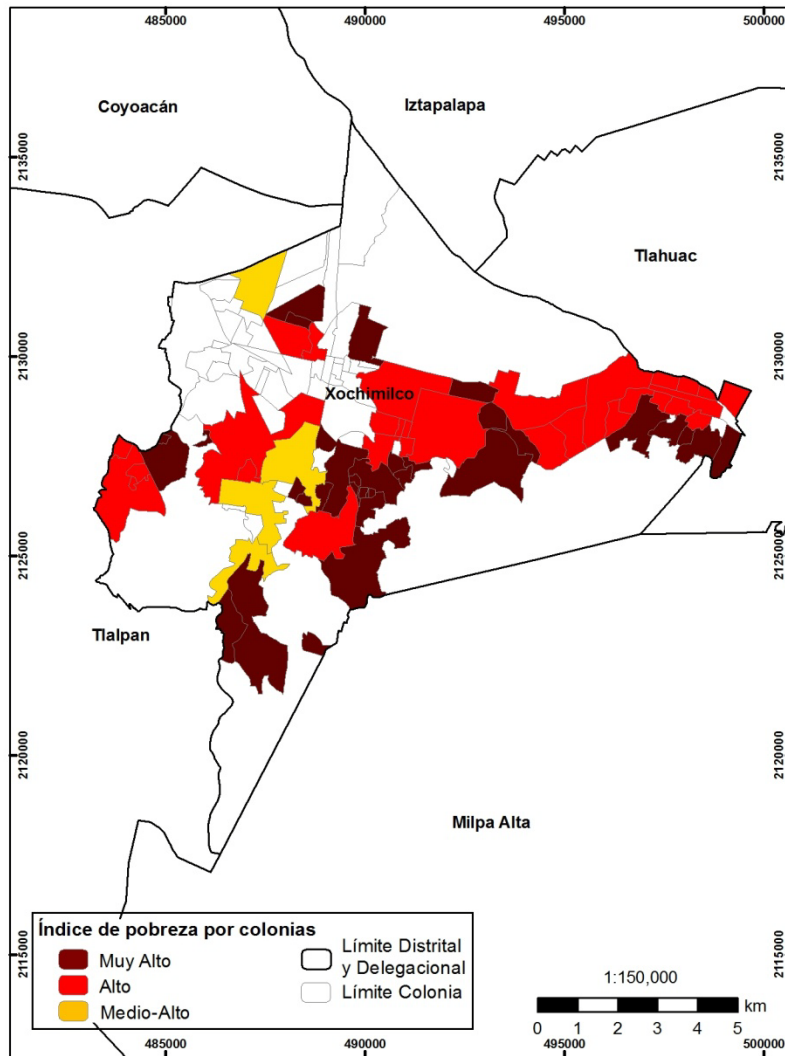 485000 490000 495000 500000
Coyoacán
Iztapalapa
2135000 2135000
Tlahuac
2130000 2130000
Xochimilco
2125000 2125000
Tlalpan
2120000 2120000
Milpa Alta
Índice de pobreza por colonias
Muy Alto
Alto
Medio-Alto
Límite Distrital
y Delegacional
Límite Colonia
2115000 2115000
1:150,000
km
0 1 2 3 4 5
485000 490000 495000 500000